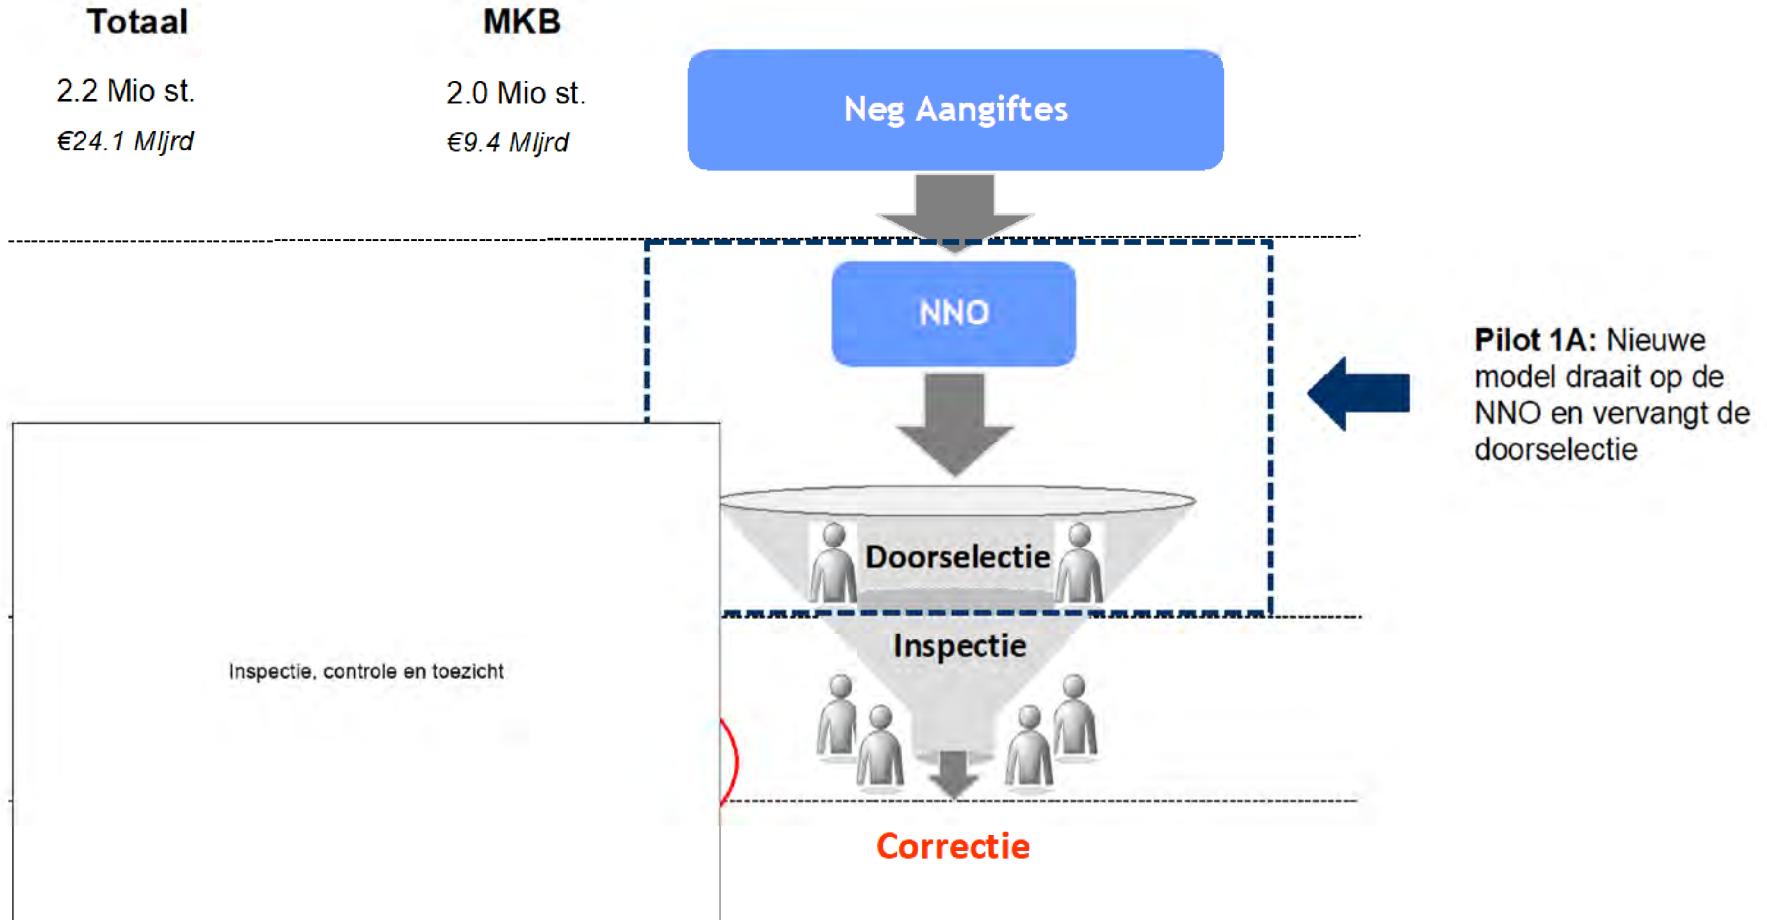 Totaal
MKB
2.2 Mio st.
2.0 Mio st.
€24.1 Mljrd
€9.4 Mljrd
Neg Aangiftes
NNO
Pilot 1A: Nieuwe
model draait op de
NNO en vervangt de
doorselectie
Doorselectie
Inspectie
Inspectie, controle en toezicht
Correctie